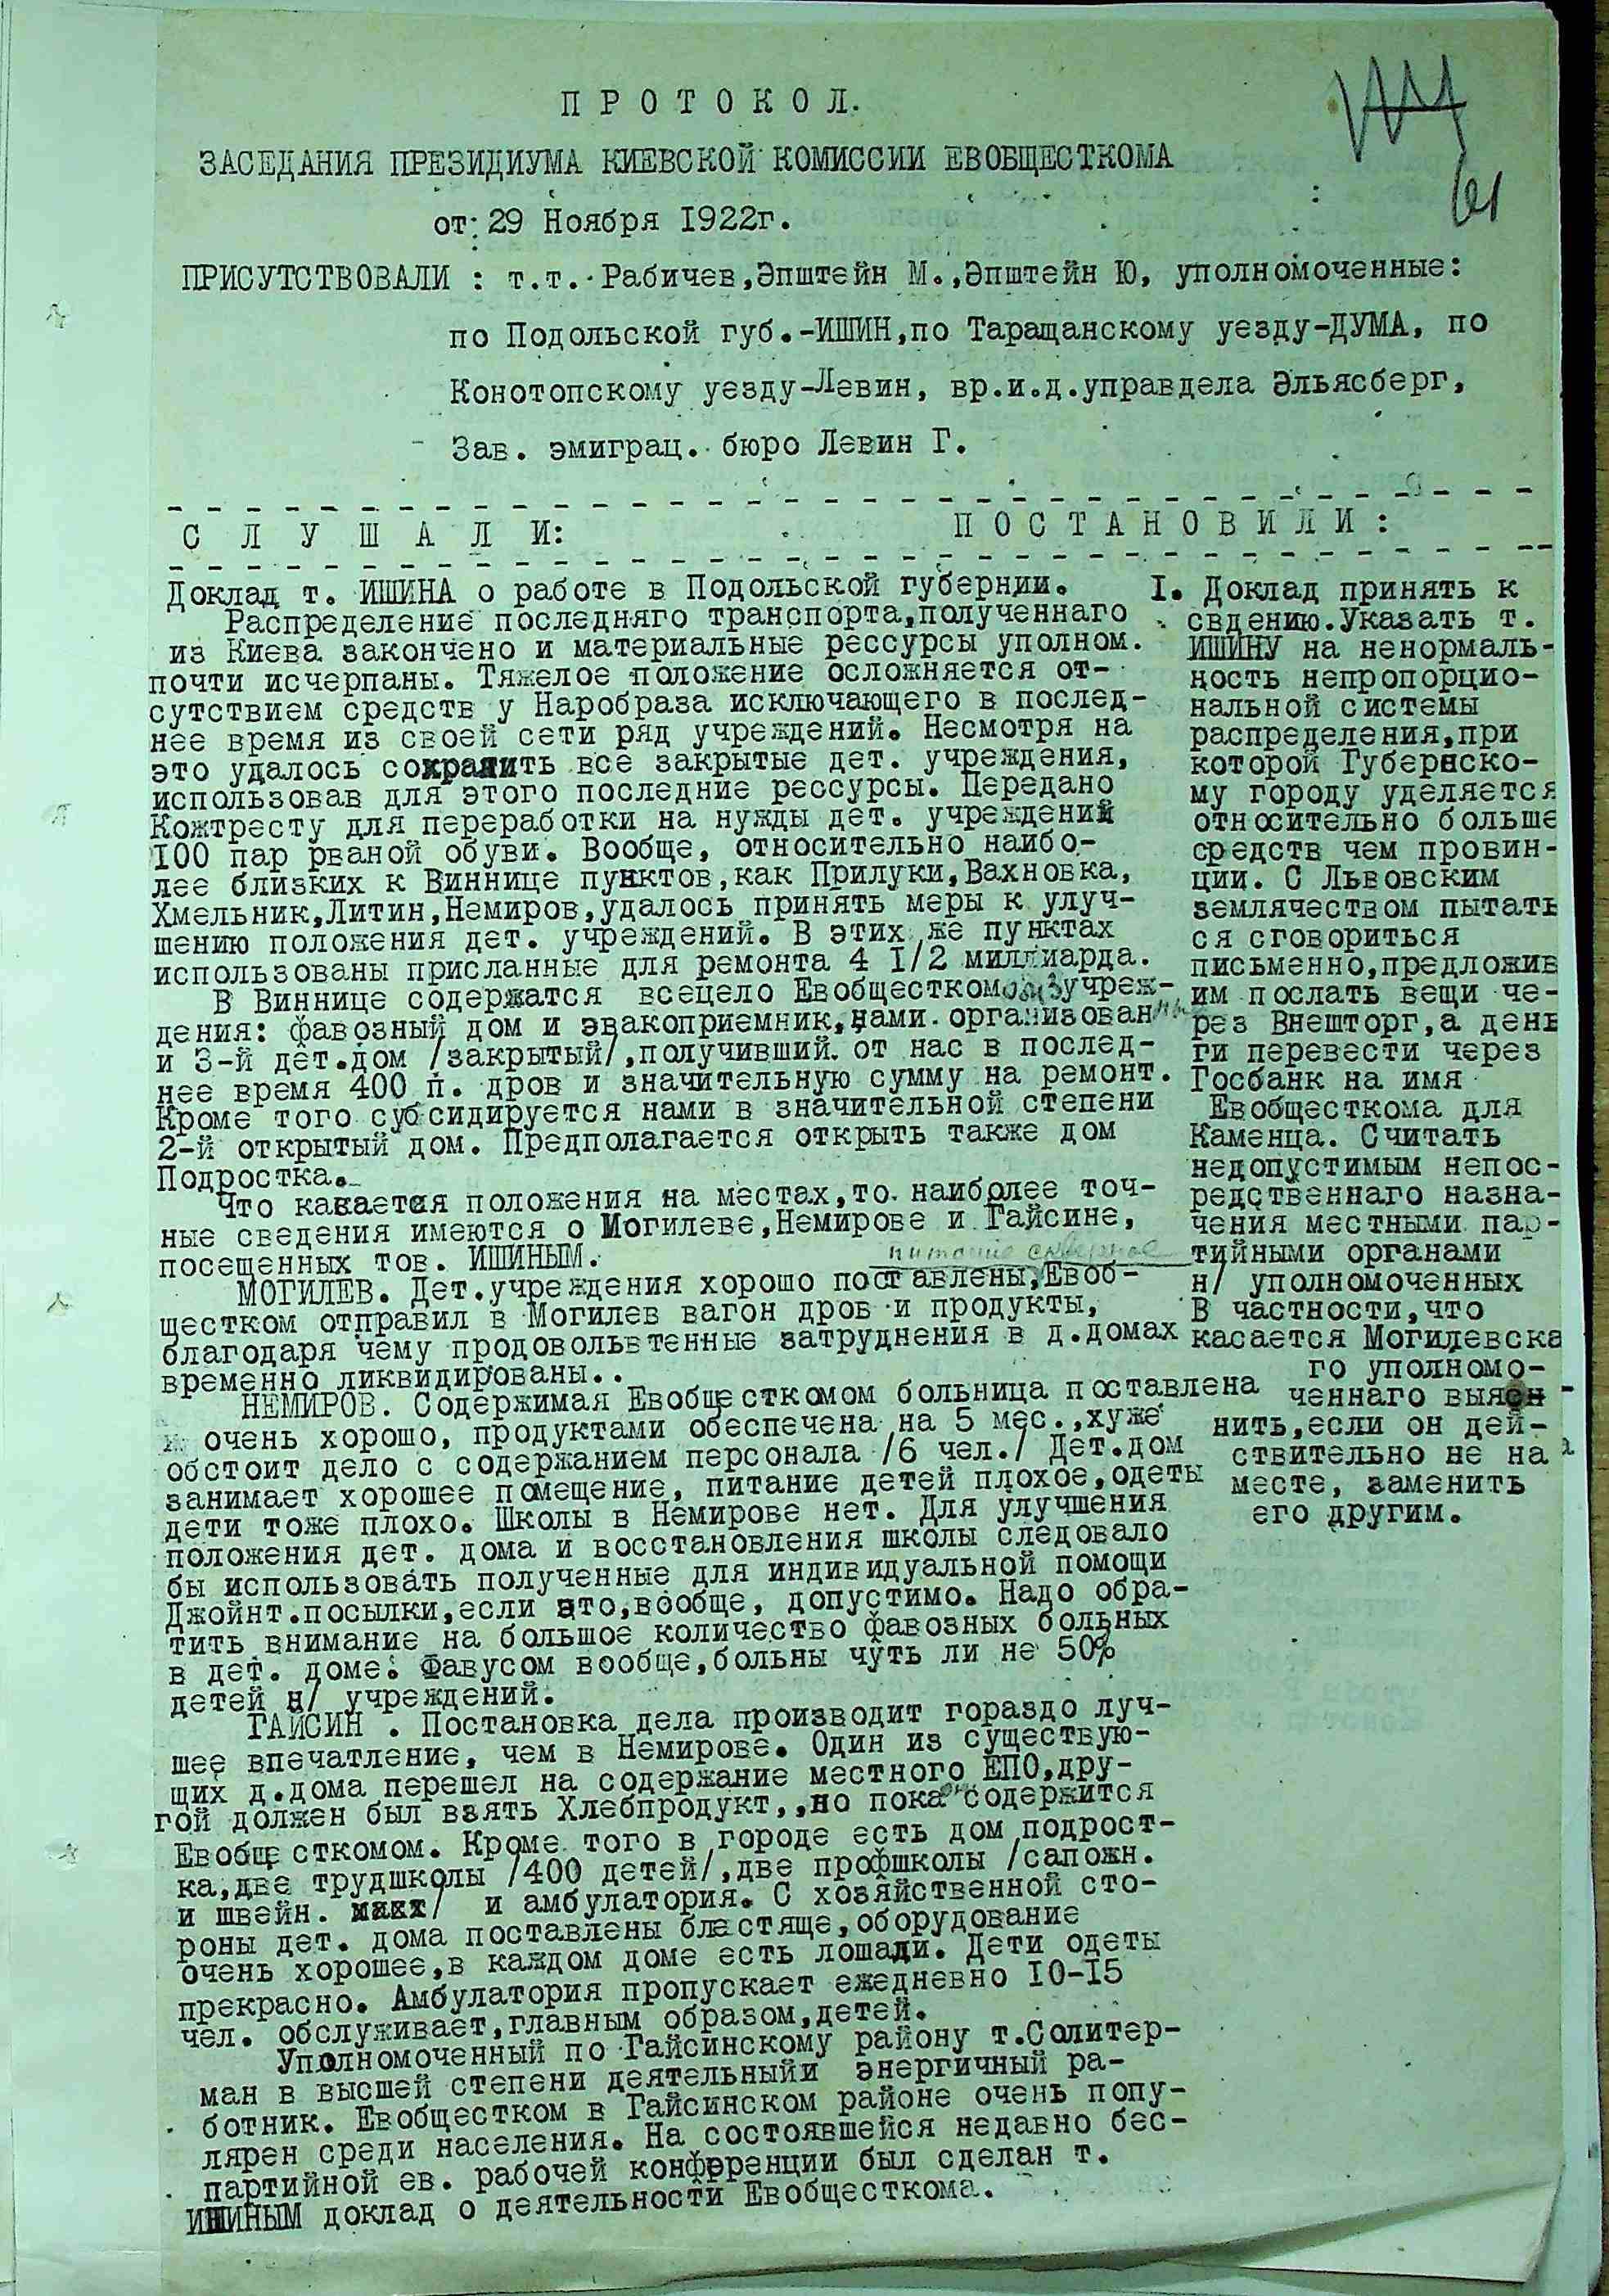 61
П Р О Т О К О Л.
ЗАСЕДАНИЯ ПРЕЗИДИУМА КИЕВСКОЙ КОМИССИИ ЕВОБЩЕСТКОМА
от 29 Ноября 1922г.
ПРИСУТСТВОВАЛИ : т.т. Рабичев,Эпштейн М.,Эпштейн Ю, уполномоченные:
по Подольской губ.-ИШИН,по Таращанскому уезду-ДУМА, по
Конотопскому уезду-Левин, вр.и.д.управдела Эльясберг,
Зав. эмиграц. бюро Левин Г.
С Л У Ш А Л И:
Доклад т. ИШИНА о работе в Подольской губернии.
Распределение последняго транспорта,полученнаго
из Киева закончено и материальные рессурсы уполном.
почти исчерпаны. Тяжелое положение осложняется от-
сутствием средств у Наробраза исключающего в послед-
нее время из своей сети ряд учреждений. Несмотря на
это удалось сохранить все закрытые дет. учреждения,
использовав для этого последние рессурсы. Передано
Кожтресту для переработки на нужды дет. учреждений
100 пар рваной обуви. Вообще, относительно наибо-
лее близких к Виннице пунктов,как Прилуки,Вахновка,
Хмельник,Литин,Немиров,удалось принять меры к улуч-
шению положения дет. учреждений. В этих же пунктах
использованы присланные для ремонта 4 1/2 миллиарда.
В Виннице содержатся всецело Евобщесткомом 3 учреж-
дения: фавозный дом и эвакоприемник,нами организованные
и 3-й дет.дом /закрытый/,получивший от нас в послед-
нее время 400 п. дров и значительную сумму на ремонт.
Кроме того субсидируется нами в значительной степени
2-й открытый дом. Предполагается открыть также дом
Подростка.
Что касается положения на местах,то наиболее точ-
ные сведения имеются о Могилеве,Немирове и Гайсине,
посещенных тов. ИШИНЫМ.
питание скверное
МОГИЛЕВ. Дет.учреждения хорошо поставлены,Евоб-
щестком отправил в Могилев вагон дров и продукты,
благодаря чему продовольвтенные затруднения в д.домах
временно ликвидированы..
НЕМИРОВ. Содержимая Евобщесткомом больница поставлена
очень хорошо, продуктами обеспечена на 5 мес.,хуже
обстоит дело с содержанием персонала /6 чел./ Дет.дом
занимает хорошее помещение, питание детей плохое,одеты
дети тоже плохо. Школы в Немирове нет. Для улучшения
положения дет. дома и восстановления школы следовало
бы использовать полученные для индивидуальной помощи
Джойнт.посылки,если это,вообще, допустимо. Надо обра-
тить внимание на большое количество фавозных больных
в дет. доме. Фавусом вообще,больны чуть ли не 50%
детей н/ учреждений.
ГАЙСИН . Постановка дела производит гораздо луч-
шее впечатление, чем в Немирове. Один из существую-
щих д.дома перешел на содержание местного ЕПО,дру-
гой должен был взять Хлебпродукт,,но пока содержится
Евобщесткомом. Кроме того в городе есть дом подрост-
ка,две трудшколы /400 детей/,две профшколы /сапожн.
и швейн. / и амбулатория. С хозяйственной сто-
роны дет. дома поставлены блестяще,оборудование
очень хорошее,в каждом доме есть лошади. Дети одеты
прекрасно. Амбулатория пропускает ежедневно 10-15
чел. обслуживает,главным образом,детей.
Уполномоченный по Гайсинскому району т.Солитер-
ман в высшей степени деятельныйи энергичный ра-
ботник. Евобщестком в Гайсинском районе очень попу-
лярен среди населения. На состоявшейся недавно бес-
партийной ев. рабочей конференции был сделан т.
ИШИНЫМ доклад о деятельности Евобщесткома.
П О С Т А Н О В И Л И :
1. Доклад принять к
свдению.Указать т.
ИШИНУ на ненормаль-
ность непропорцио-
нальной системы
распределения,при
которой Губернско-
му городу уделяется
относительно больше
средств чем провин-
ции. С Львовским
землячеством пытать
ся сговориться
письменно,предложив
им послать вещи че-
рез Внешторг,а день
ги перевести через
Госбанк на имя
Евобщесткома для
Каменца. Считать
недопустимым непос-
редственнаго назна-
чения местными пар-
тийными органами
н/ уполномоченных
В частности,что
касается Могилевска
го уполномо-
ченнаго выяс-
нить,если он дей-
ствительно не на
месте, заменить
его другим.